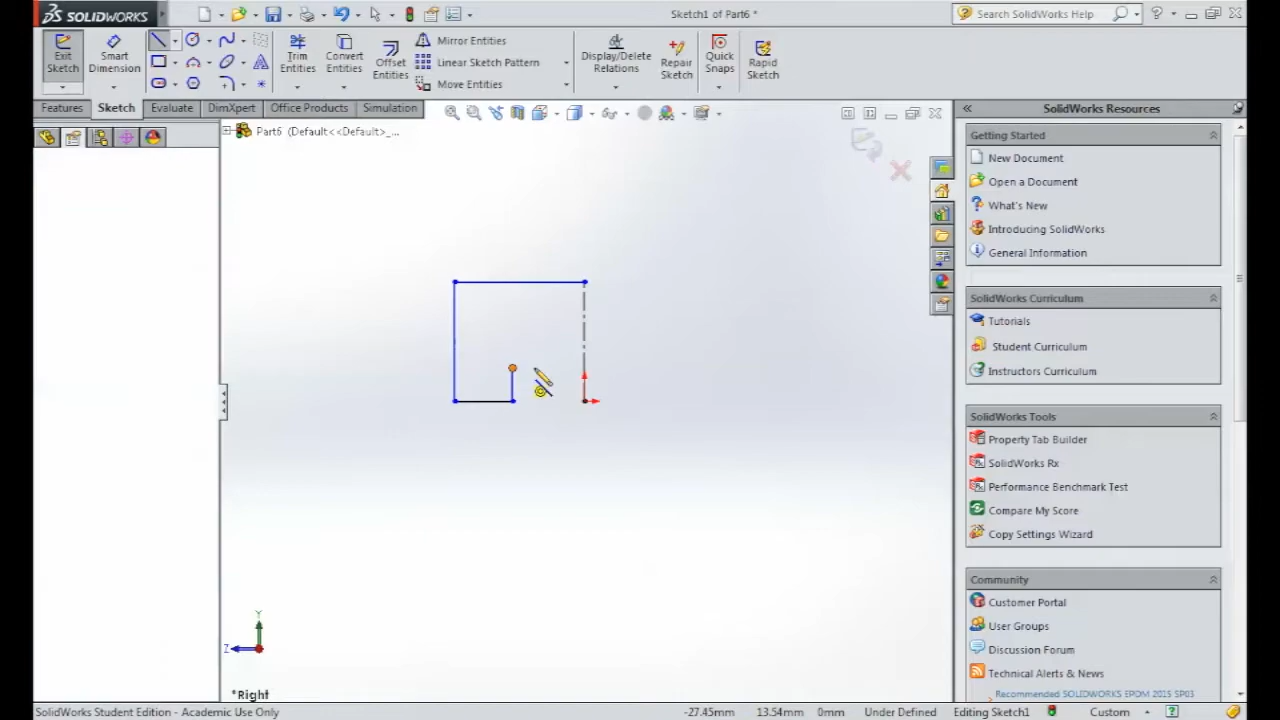 SOLIDWORKS
Sketch1 of Part6 *
Search SolidWorks Help
Exit Sketch
Smart Dimension
Trim Entities
Convert Entities
Offset Entities
Mirror Entities
Linear Sketch Pattern
Move Entities
Display/Delete Relations
Repair Sketch
Quick Snaps
Rapid Sketch
Features
Sketch
Evaluate
DimXpert
Office Products
Simulation
Part6 (Default<<Default>_...
SolidWorks Resources
Getting Started
New Document
Open a Document
What's New
Introducing SolidWorks
General Information
SolidWorks Curriculum
Tutorials
Student Curriculum
Instructors Curriculum
SolidWorks Tools
Property Tab Builder
SolidWorks Rx
Performance Benchmark Test
Compare My Score
Copy Settings Wizard
Community
Customer Portal
User Groups
Discussion Forum
Technical Alerts & News
Recommended SOLIDWORKS EPDM 2015 SP03
Y
Z
*Right
SolidWorks Student Edition - Academic Use Only
-27.45mm
13.54mm
0mm
Under Defined
Editing Sketch1
Custom